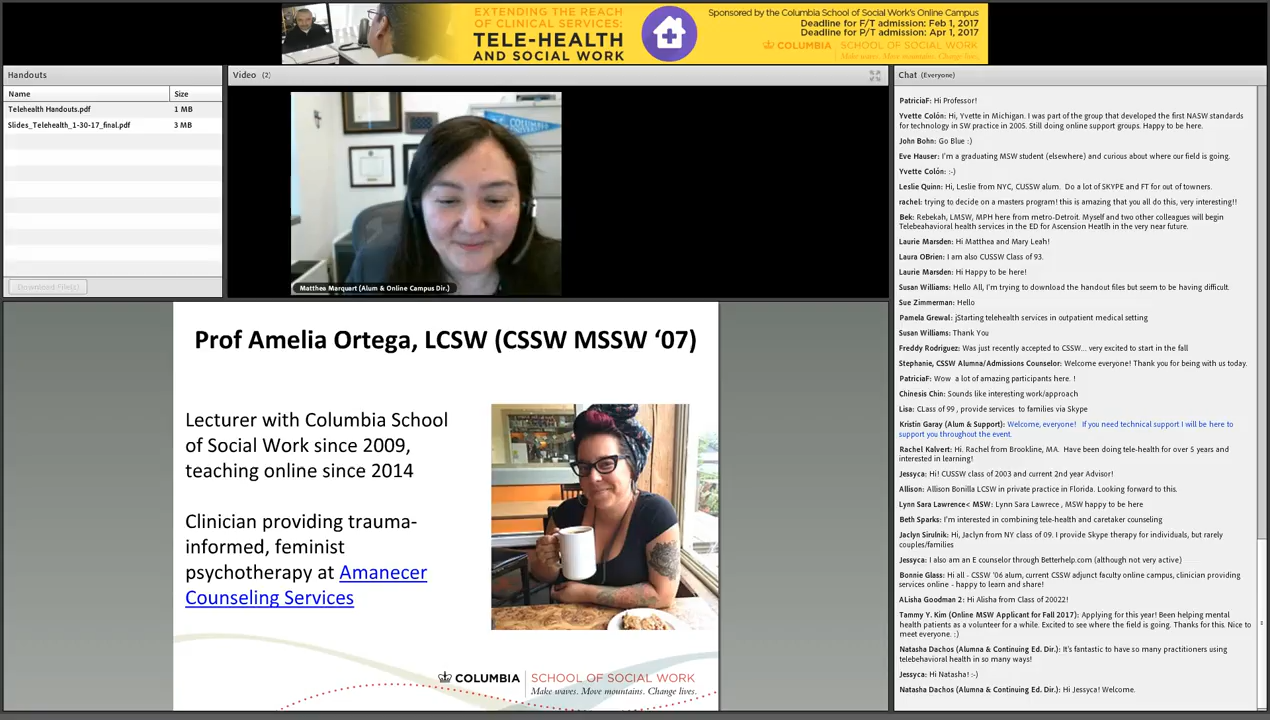 EXTENDING THE REACH
OF CLINICAL SERVICES:
TELE-HEALTH
AND SOCIAL WORK
Sponsored by the Columbia School of Social Work's Online Campus
Deadline for F/T admission: Feb 1, 2017
Deadline for P/T admission: Apr 1, 2017
COLUMBIA SCHOOL OF SOCIAL WORK
Make waves. Move mountains. Change lives.
Handouts
Name Size
Telehealth Handouts.pdf 1 MB
Slides_Telehealth_1-30-17_final.pdf 3 MB
Download File(s)
Video (2)
COLUMBIA
UNIVERSITY
Matthea Marquart (Alum & Online Campus Dir.)
Prof Amelia Ortega, LCSW (CSSW MSSW ‘07)
Lecturer with Columbia School
of Social Work since 2009,
teaching online since 2014
Clinician providing trauma-
informed, feminist
psychotherapy at Amanecer
Counseling Services
COLUMBIA SCHOOL OF SOCIAL WORK
Make waves. Move mountains. Change lives.
Chat (Everyone)
PatriciaF: Hi Professor!
Yvette Colón: Hi, Yvette in Michigan. I was part of the group that developed the first NASW standards
for technology in SW practice in 2005. Still doing online support groups. Happy to be here.
John Bohn: Go Blue :)
Eve Hauser: I'm a graduating MSW student (elsewhere) and curious about where our field is going.
Yvette Colón: :-)
Leslie Quinn: Hi, Leslie from NYC, CUSSW alum. Do a lot of SKYPE and FT for out of towners.
rachel: trying to decide on a masters program! this is amazing that you all do this, very interesting!!
Bek: Rebekah, LMSW, MPH here from metro-Detroit. Myself and two other colleagues will begin
Telebeahavioral health services in the ED for Ascension Heatlh in the very near future.
Laurie Marsden: Hi Matthea and Mary Leah!
Laura OBrien: I am also CUSSW Class of 93.
Laurie Marsden: Hi Happy to be here!
Susan Williams: Hello All, I'm trying to download the handout files but seem to be having difficult.
Sue Zimmerman: Hello
Pamela Grewal: jStarting telehealth services in outpatient medical setting
Susan Williams: Thank You
Freddy Rodriguez: Was just recently accepted to CSSW... very excited to start in the fall
Stephanie, CSSW Alumna/Admissions Counselor: Welcome everyone! Thank you for being with us today.
PatriciaF: Wow a lot of amazing participants here. !
Chinesis Chin: Sounds like interesting work/approach
Lisa: CLass of 99 , provide services to families via Skype
Kristin Garay (Alum & Support): Welcome, everyone! If you need technical support I will be here to
support you throughout the event.
Rachel Kalvert: Hi. Rachel from Brookline, MA. Have been doing tele-health for over 5 years and
interested in learning!
Jessyca: Hi! CUSSW class of 2003 and current 2nd year Advisor!
Allison: Allison Bonilla LCSW in private practice in Florida. Looking forward to this.
Lynn Sara Lawrence< MSW: Lynn Sara Lawrece , MSW happy to be here
Beth Sparks: I'm interested in combining tele-health and caretaker counseling
Jaclyn Sirulnik: Hi, Jaclyn from NY class of 09. I provide Skype therapy for individuals, but rarely
couples/families
Jessyca: I also am an E counselor through Betterhelp.com (although not very active)
Bonnie Glass: Hi all - CSSW '06 alum, current CSSW adjunct faculty online campus, clinician providing
services online - happy to learn and share!
ALisha Goodman 2: Hi Alisha from Class of 20022!
Tammy Y. Kim (Online MSW Applicant for Fall 2017): Applying for this year! Been helping mental
health patients as a volunteer for a while. Excited to see where the field is going. Thanks for this. Nice to
meet everyone. :)
Natasha Dachos (Alumna & Continuing Ed. Dir.): It's fantastic to have so many practitioners using
telebehavioral health in so many ways!
Jessyca: Hi Natasha! :-)
Natasha Dachos (Alumna & Continuing Ed. Dir.): Hi Jessyca! Welcome.